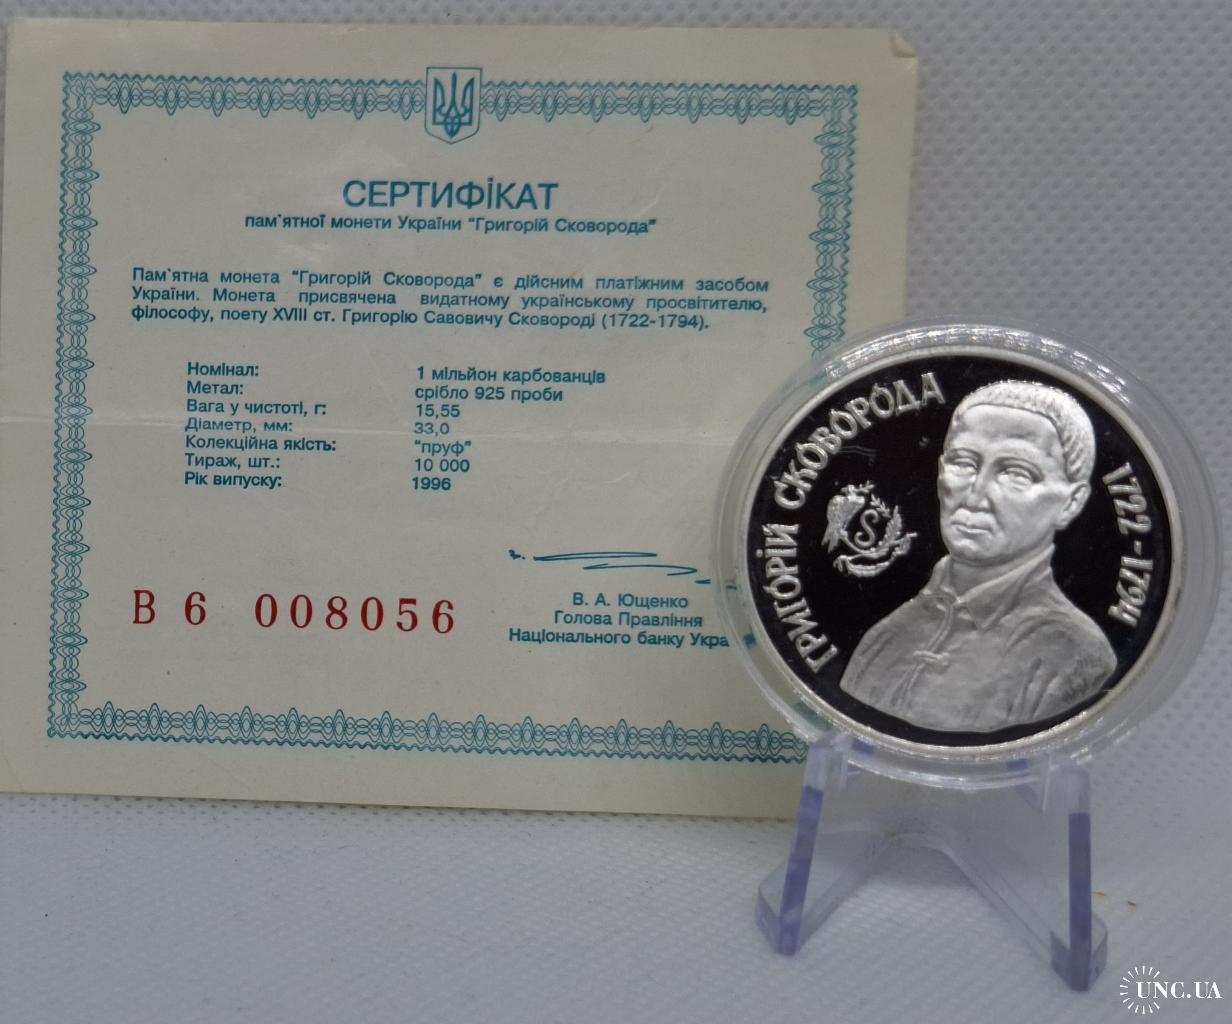 СЕРТИФІКАТ
пам`ятної монети України "Григорій Сковорода"
Пам`ятна монета "Григорій Сковорода" є дійсним платіжним засобом
України. Монета присвячена видатному українському просвітителю,
філософу, поету XVIII ст. Григорію Савовичу Сковороді (1722-1794).
Номінал: 1 мільйон карбованців
Метал: срібло 925 проби
Вага у чистоті, г: 15,55
Діаметр, мм: 33,0
Колекційна якість: "пруф"
Тираж, шт.: 10 000
Рік випуску: 1996
В 6 008056
В. А. Ющенко
Голова Правління
Національного банку Укра
ГРИГОРІЙ СКОВОРОДА
1722-1794
S
UNC.UA